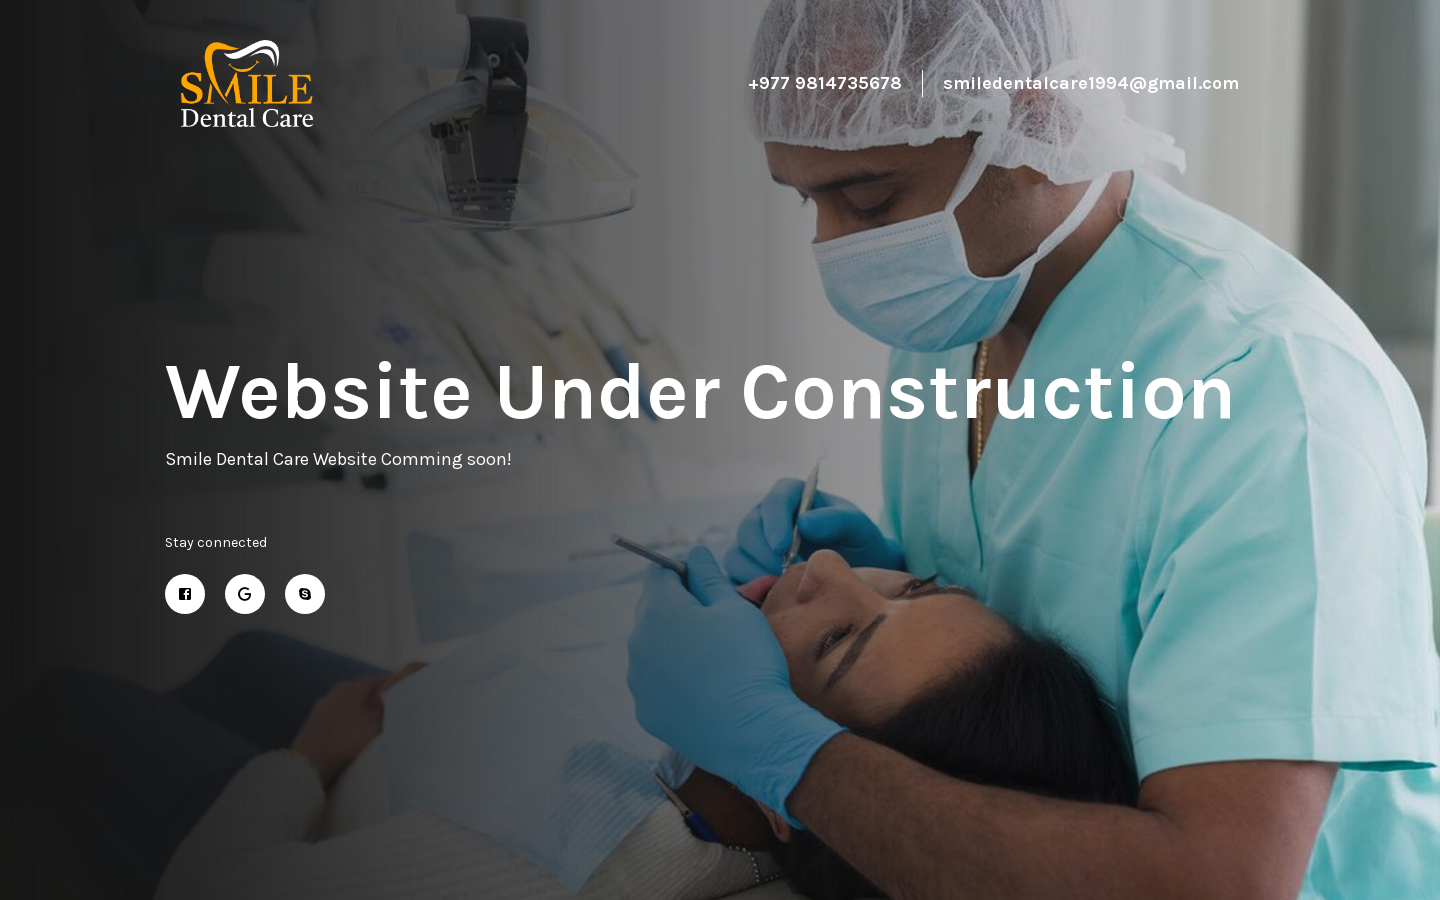 SMILE
Dental Care
+977 9814735678
smiledentalcare1994@gmail.com
Website Under Construction
Smile Dental Care Website Comming soon!
Stay connected